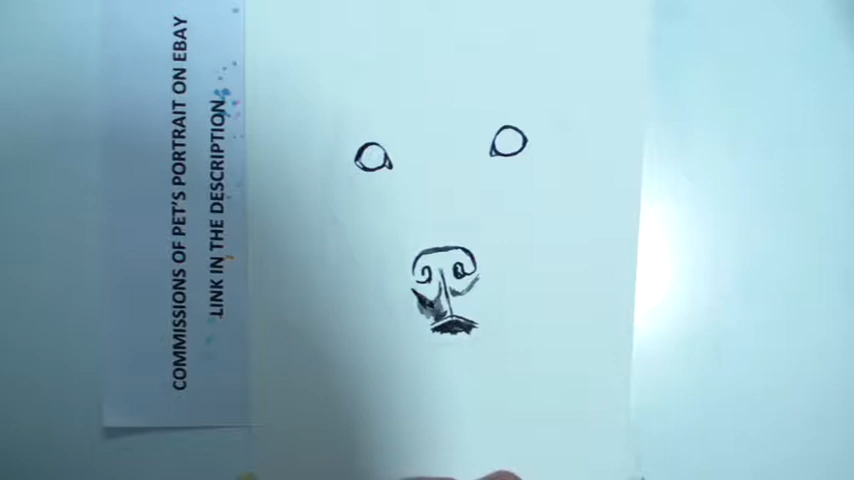 COMMISSIONS OF PET'S PORTRAIT ON EBAY
LINK IN THE DESCRIPTION